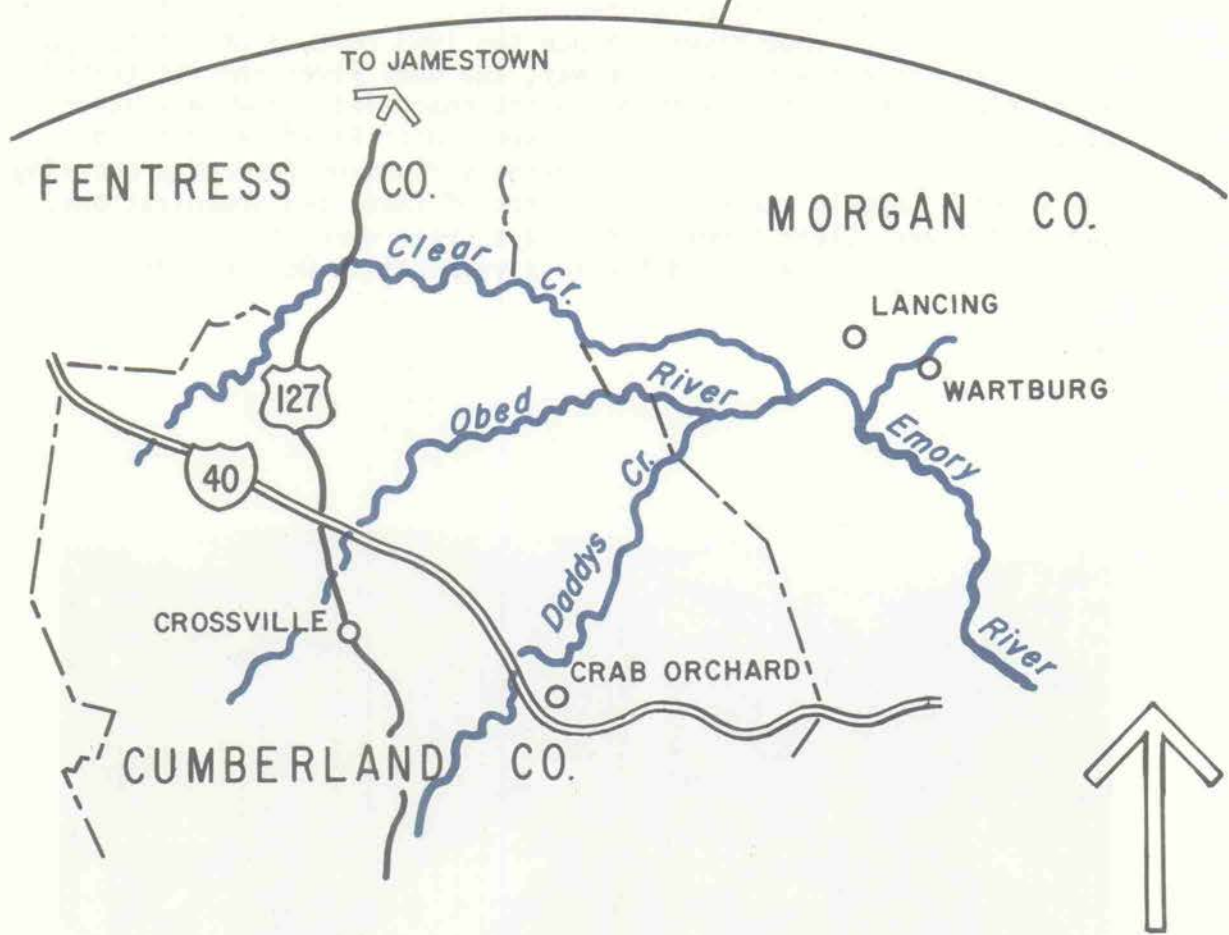 TO JAMESTOWN
FENTRESS CO.
MORGAN CO.
Clear Cr.
LANCING
WARTBURG
127
Obed River
Emory River
40
Daddys Cr.
CROSSVILLE
CRAB ORCHARD
CUMBERLAND CO.